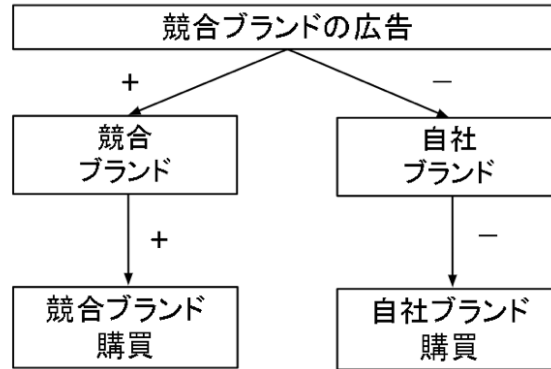 競合ブランドの広告
+
−
競合
ブランド
自社
ブランド
+
−
競合ブランド
購買
自社ブランド
購買